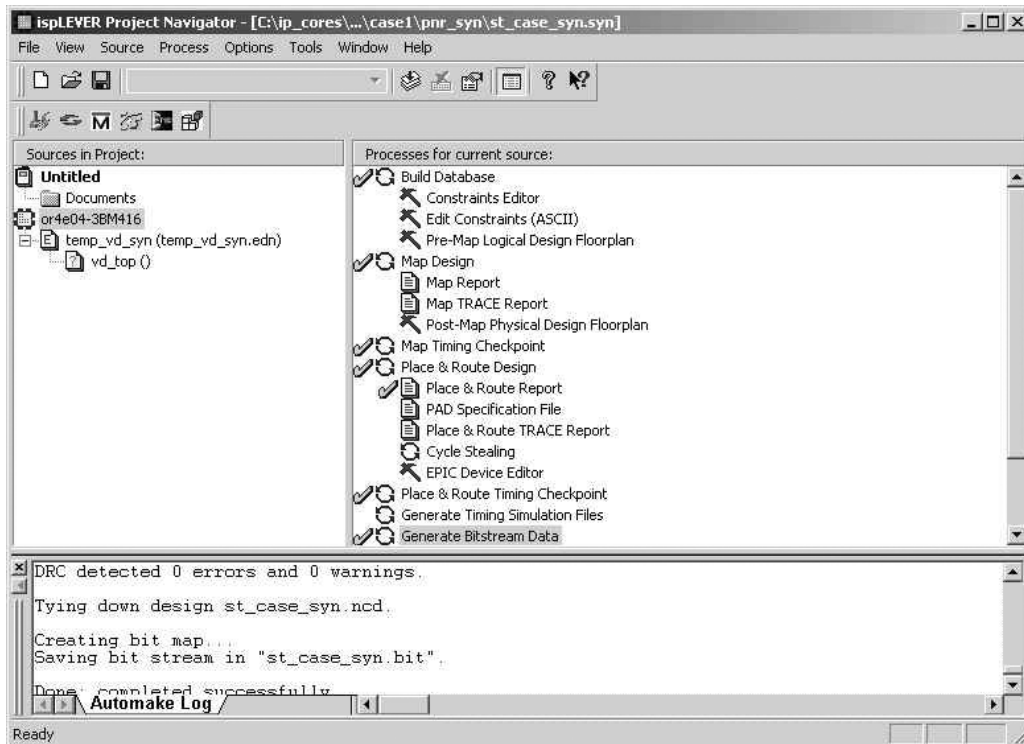 ispLEVER Project Navigator - [C:\ip_cores\...\case1\pnr_syn\st_case_syn.syn]
File View Source Process Options Tools Window Help
Sources in Project:
Untitled
Documents
or4e04-3BM416
temp_vd_syn (temp_vd_syn.edn)
vd_top ()
Processes for current source:
Build Database
Constraints Editor
Edit Constraints (ASCII)
Pre-Map Logical Design Floorplan
Map Design
Map Report
Map TRACE Report
Post-Map Physical Design Floorplan
Map Timing Checkpoint
Place & Route Design
Place & Route Report
PAD Specification File
Place & Route TRACE Report
Cycle Stealing
EPIC Device Editor
Place & Route Timing Checkpoint
Generate Timing Simulation Files
Generate Bitstream Data
DRC detected 0 errors and 0 warnings.
Tying down design st_case_syn.ncd.
Creating bit map...
Saving bit stream in "st_case_syn.bit".
Done: completed successfully
Automake Log
Ready